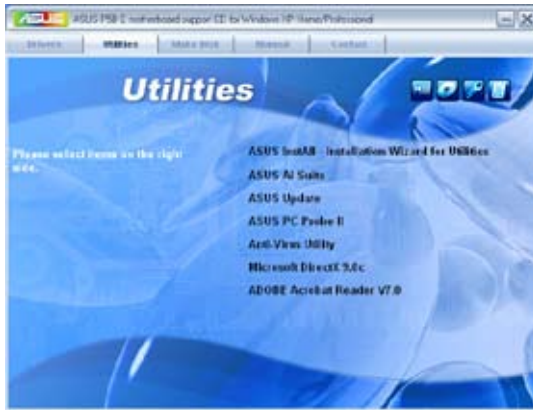 ASUS P5B-E motherboard support CD for Windows XP Home/Professional
Drivers Utilities Make Disk Manual Contact
Utilities
Please select items on the right side.
ASUS InstAll - Installation Wizard for Utilities
ASUS AI Suite
ASUS Update
ASUS PC Probe II
Anti-Virus Utility
Microsoft DirectX 9.0c
ADOBE Acrobat Reader V7.0